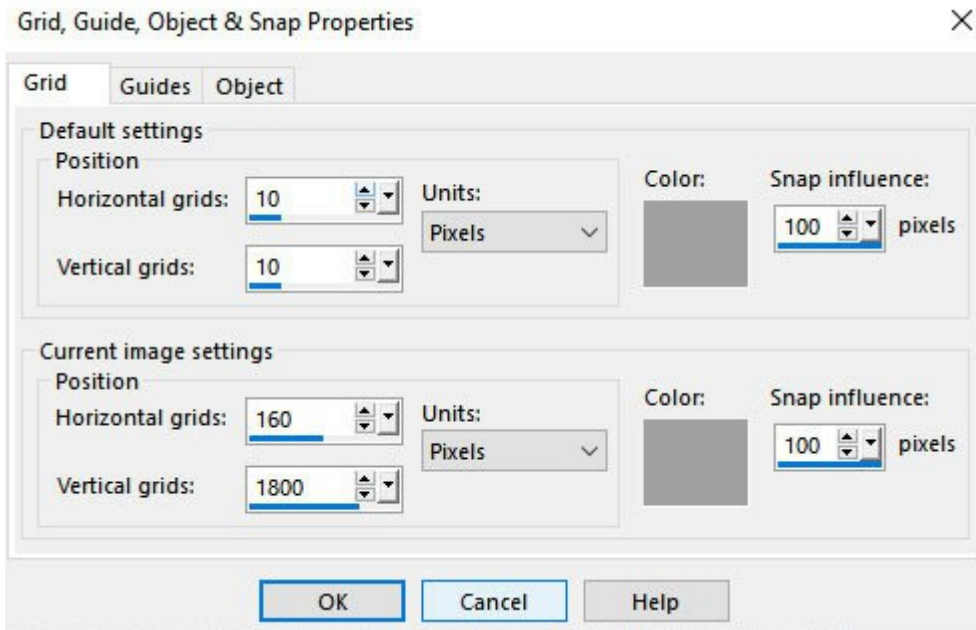 Grid, Guide, Object & Snap Properties
Grid Guides Object
Default settings
Position
Horizontal grids: 10
Units:
Pixels
Vertical grids: 10
Color:
Snap influence:
100 pixels
Current image settings
Position
Horizontal grids: 160
Units:
Pixels
Vertical grids: 1800
Color:
Snap influence:
100 pixels
OK Cancel Help